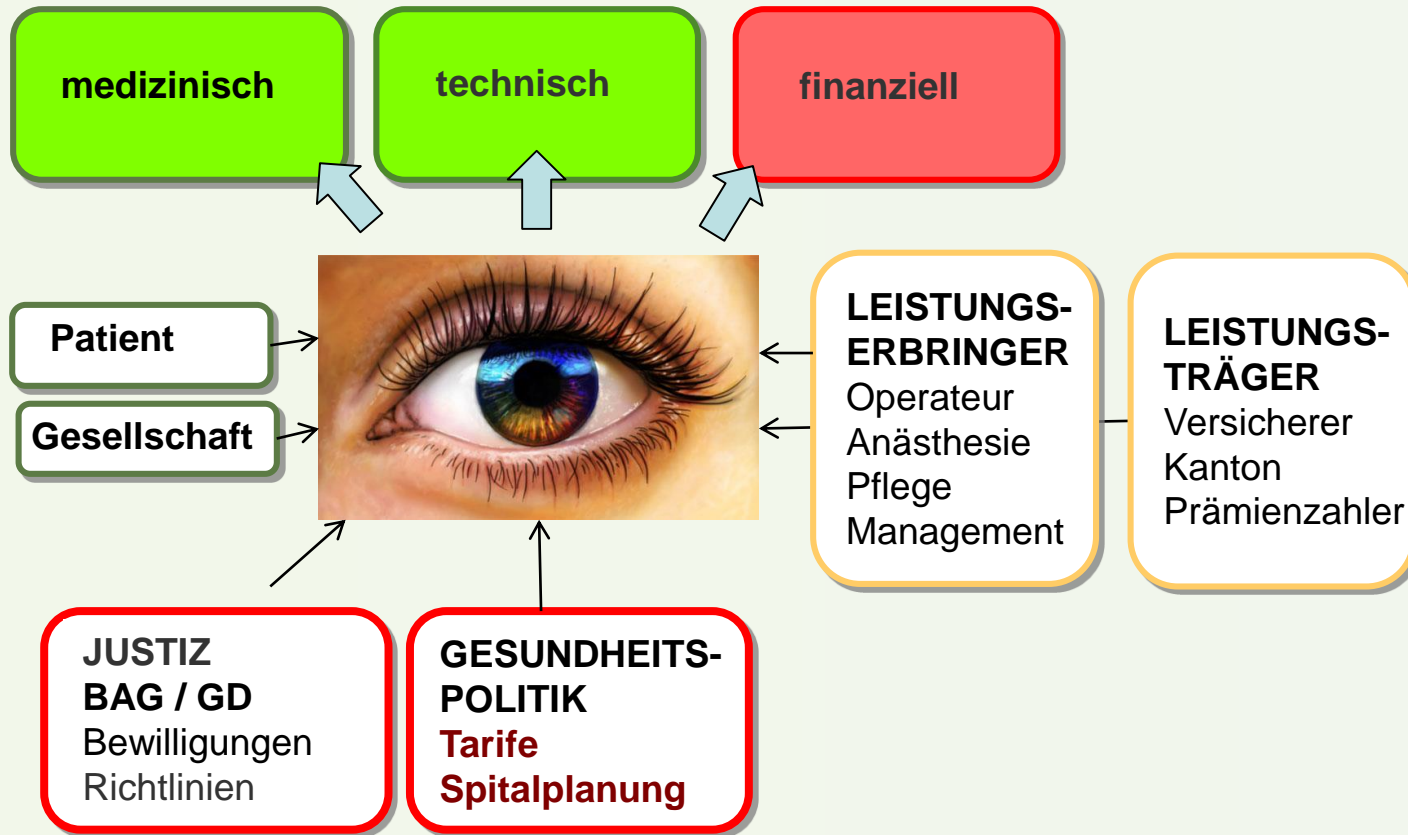 medizinisch
technisch
finanziell
Patient
Gesellschaft
LEISTUNGS-
ERBRINGER
Operateur
Anästhesie
Pflege
Management
LEISTUNGS-
TRÄGER
Versicherer
Kanton
Prämienzahler
JUSTIZ
BAG / GD
Bewilligungen
Richtlinien
GESUNDHEITS-
POLITIK
Tarife
Spitalplanung